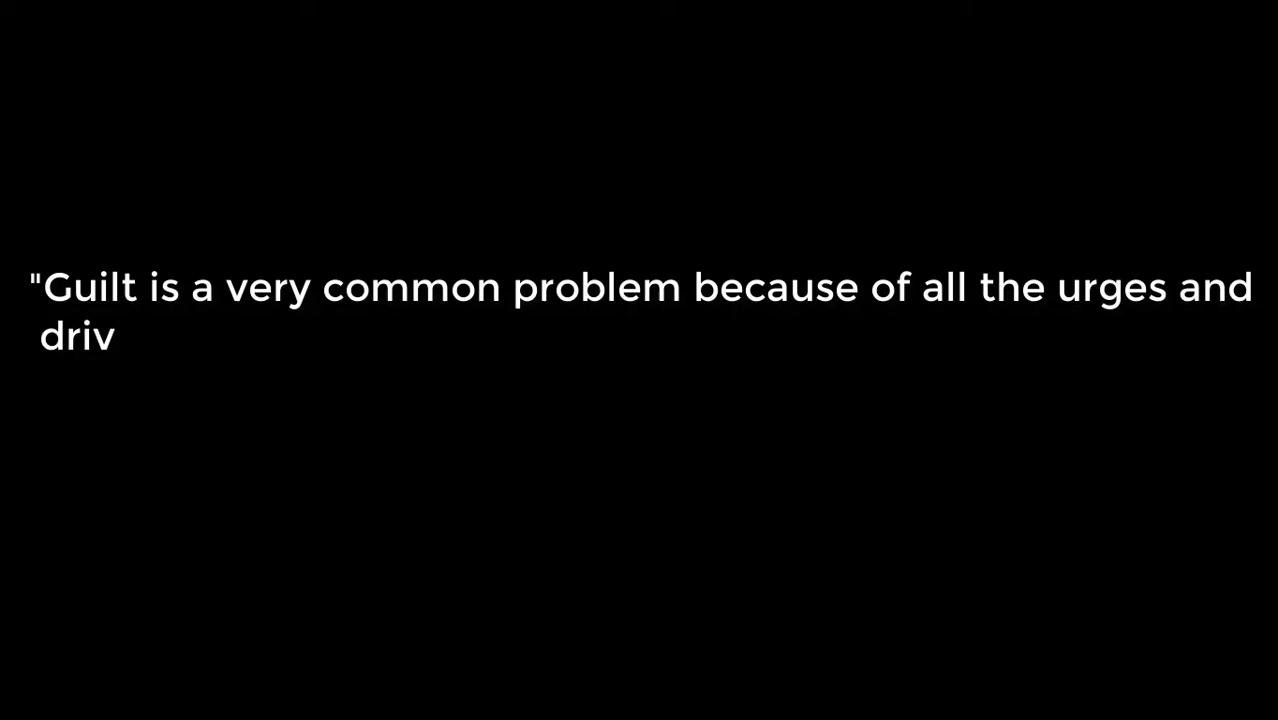 "Guilt is a very common problem because of all the urges and
driv